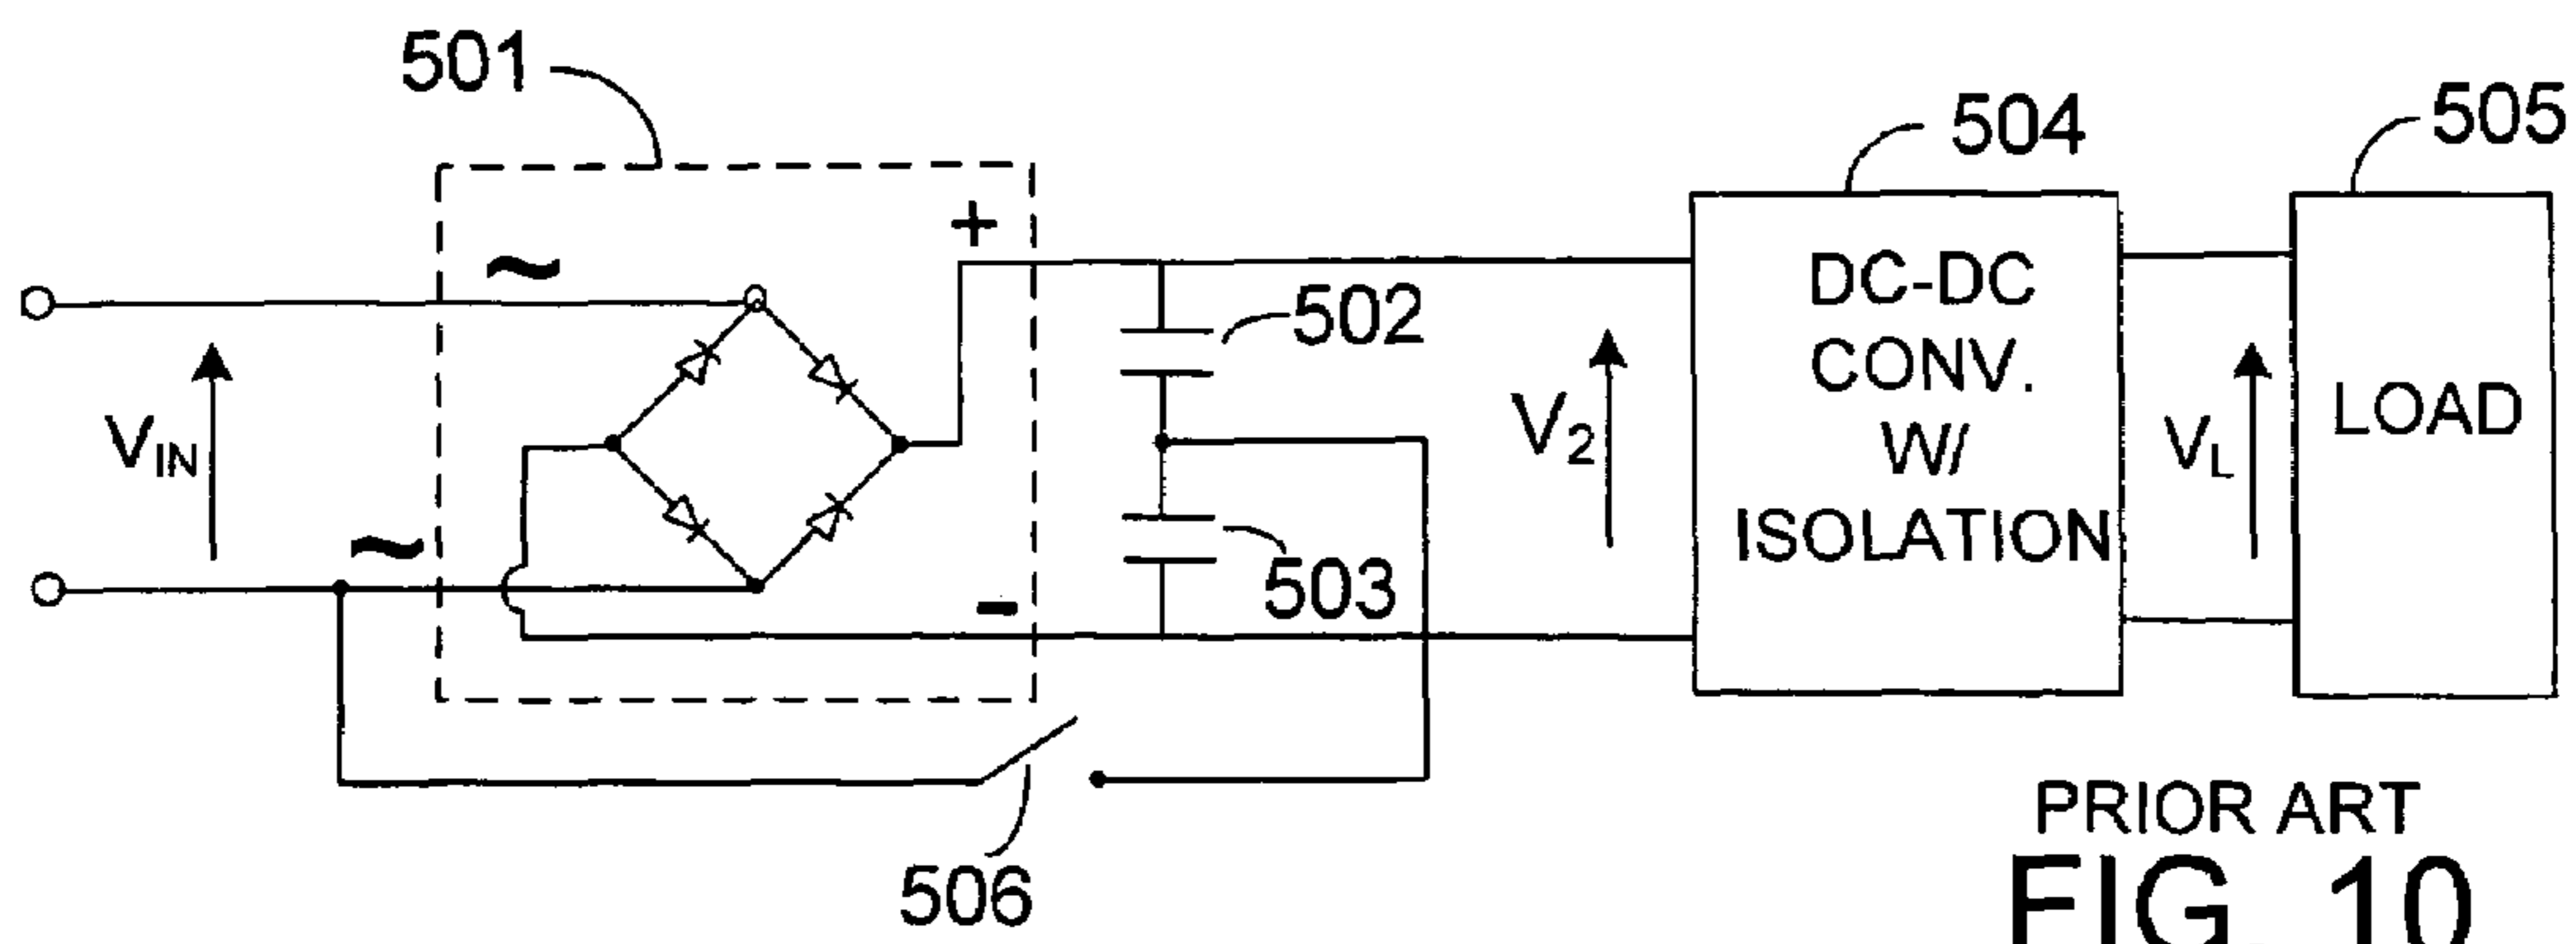 501
504
505
+
~
502
DC-DC
CONV.
W/
ISOLATION
LOAD
VIN
V2
VL
~
-
503
506
PRIOR ART
FIG. 10